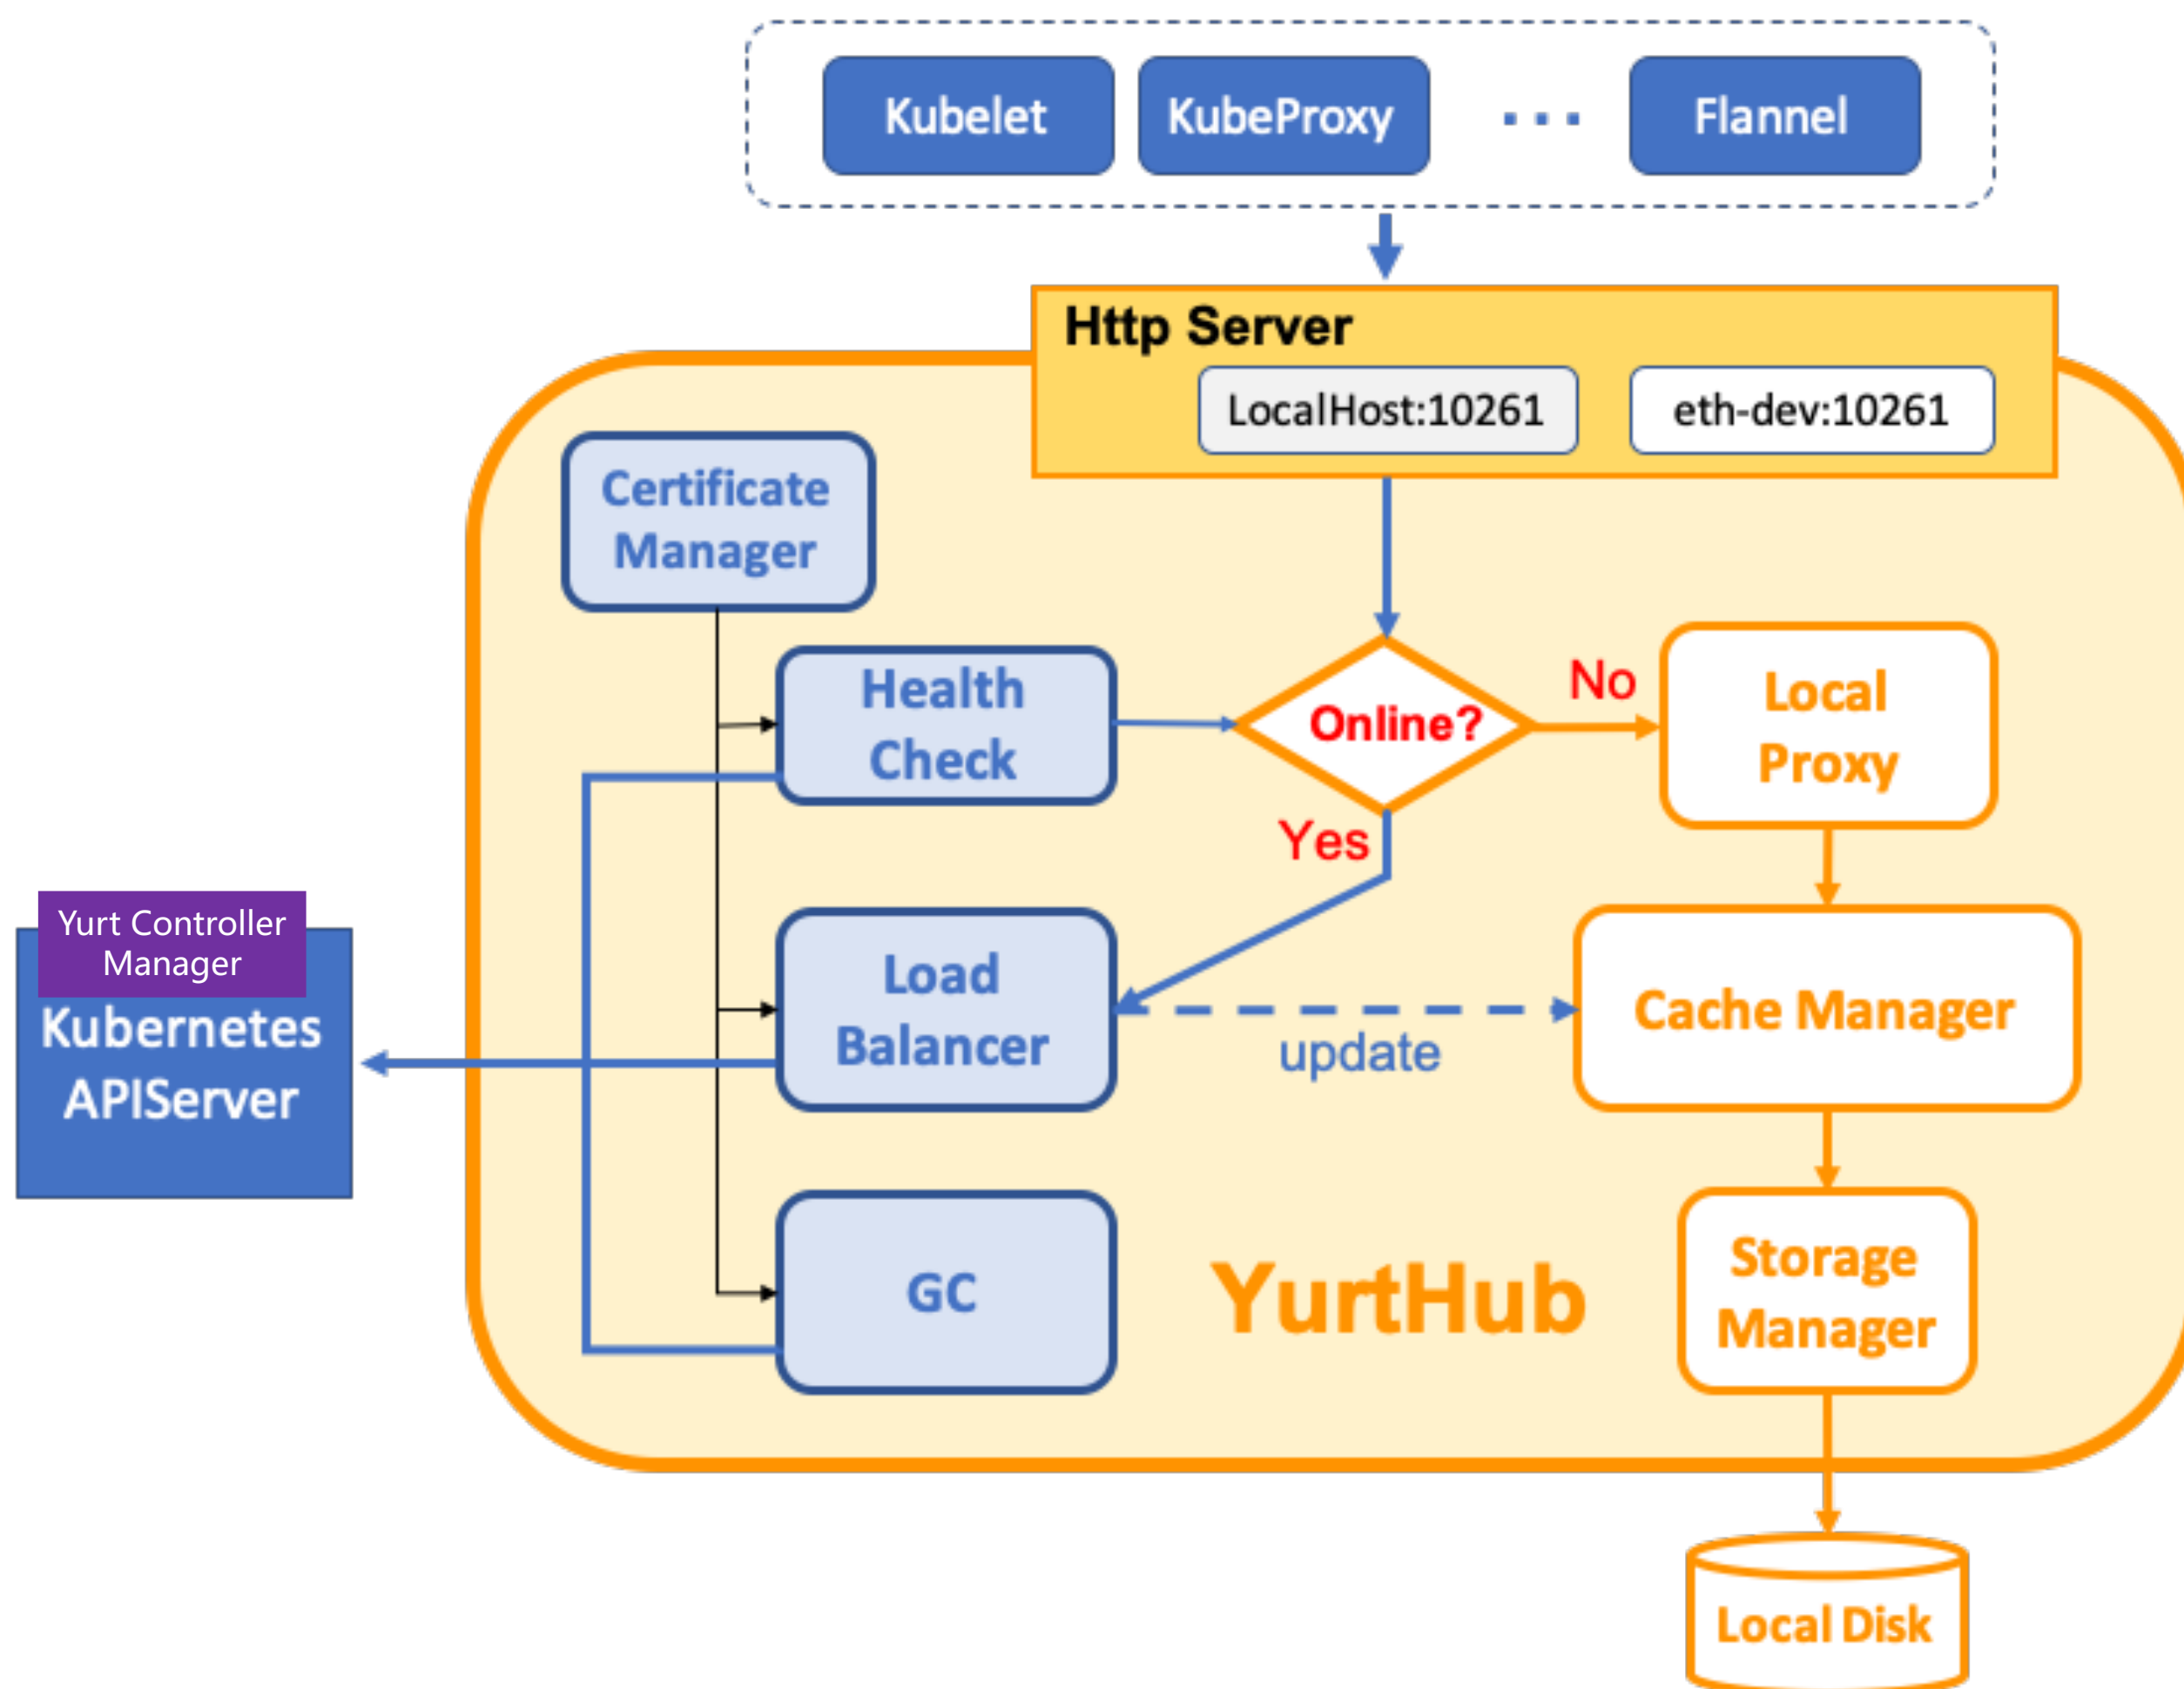 Kubelet
KubeProxy
...
Flannel
Http Server
LocalHost:10261
eth-dev:10261
Certificate
Manager
Health
Check
Online?
No
Local
Proxy
Yes
Yurt Controller
Manager
Kubernetes
APIServer
Load
Balancer
update
Cache Manager
GC
YurtHub
Storage
Manager
Local Disk